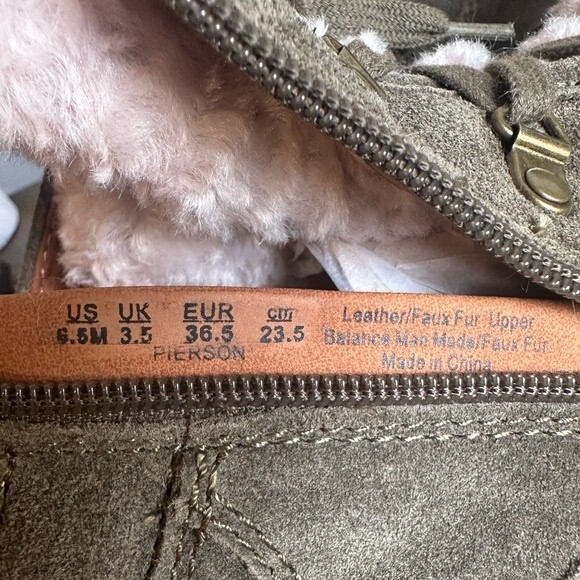 US UK EUR cm
6.5M 3.5 36.5 23.5
PIERSON
Leather/Faux Fur Upper
Balance Man Made/Faux Fur
Made in China